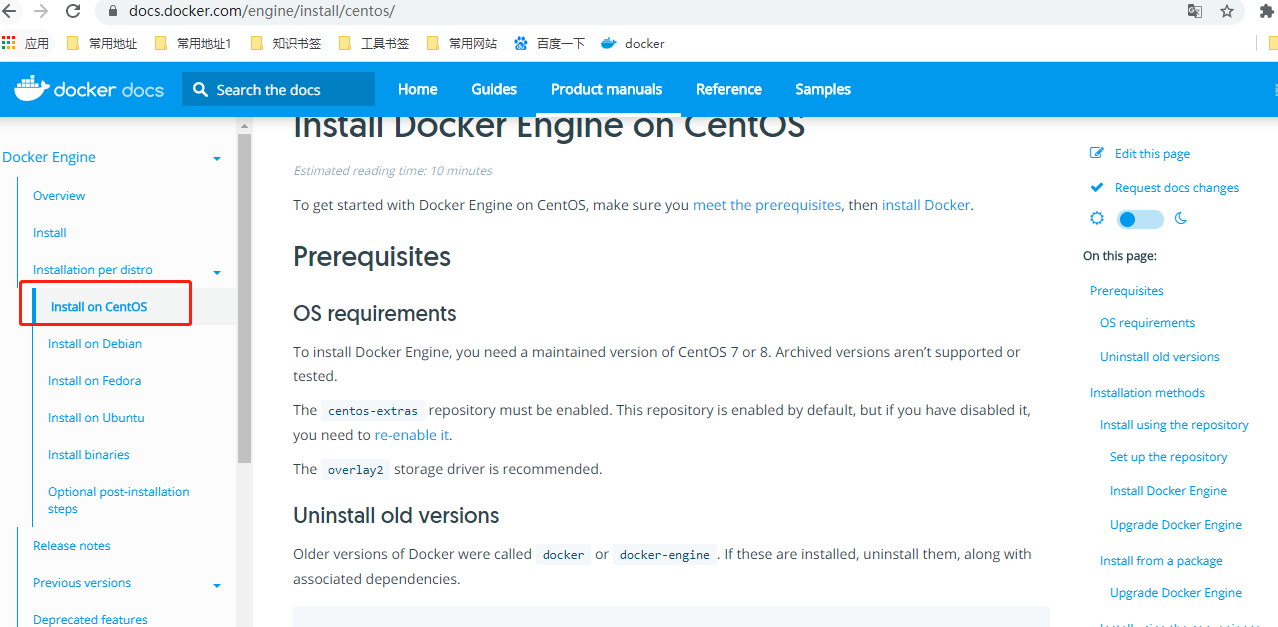 docs.docker.com/engine/install/centos/
应用
常用地址
常用地址1
知识书签
工具书签
常用网站
百度一下
docker
docker docs
Search the docs
Home
Guides
Product manuals
Reference
Samples
Docker Engine
Overview
Install
Installation per distro
Install on CentOS
Install on Debian
Install on Fedora
Install on Ubuntu
Install binaries
Optional post-installation
steps
Release notes
Previous versions
Deprecated features
Install Docker Engine on CentOS
Estimated reading time: 10 minutes
To get started with Docker Engine on CentOS, make sure you meet the prerequisites, then install Docker.
Prerequisites
OS requirements
To install Docker Engine, you need a maintained version of CentOS 7 or 8. Archived versions aren’t supported or
tested.
The centos-extras repository must be enabled. This repository is enabled by default, but if you have disabled it,
you need to re-enable it.
The overlay2 storage driver is recommended.
Uninstall old versions
Older versions of Docker were called docker or docker-engine. If these are installed, uninstall them, along with
associated dependencies.
Edit this page
Request docs changes
On this page:
Prerequisites
OS requirements
Uninstall old versions
Installation methods
Install using the repository
Set up the repository
Install Docker Engine
Upgrade Docker Engine
Install from a package
Upgrade Docker Engine